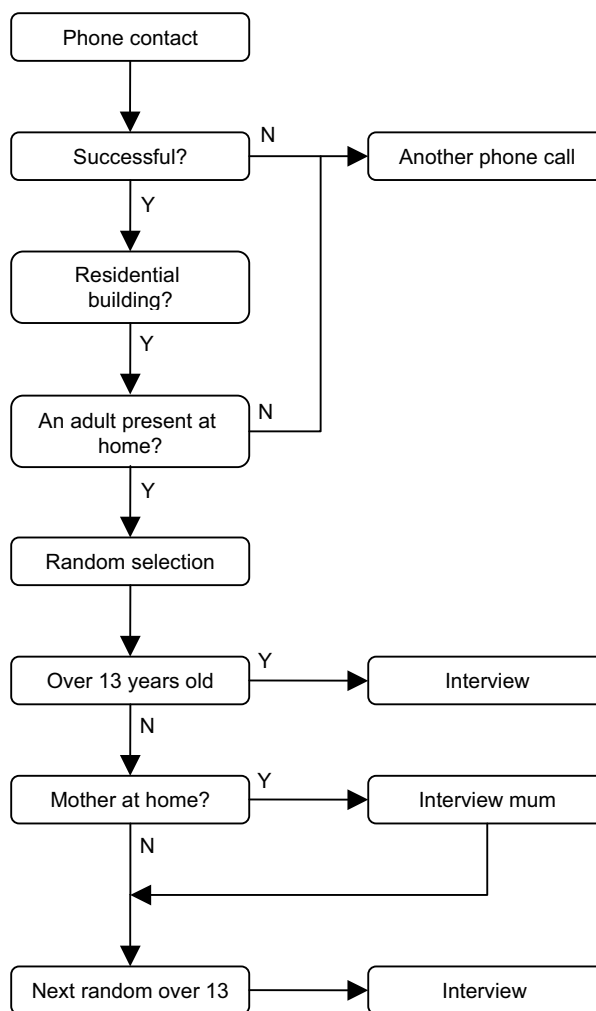 Phone contact
N
Successful?
Another phone call
Y
Residential
building?
Y
An adult present at
home?
N
Y
Random selection
Y
Over 13 years old
Interview
N
Y
Mother at home?
Interview mum
N
Next random over 13
Interview